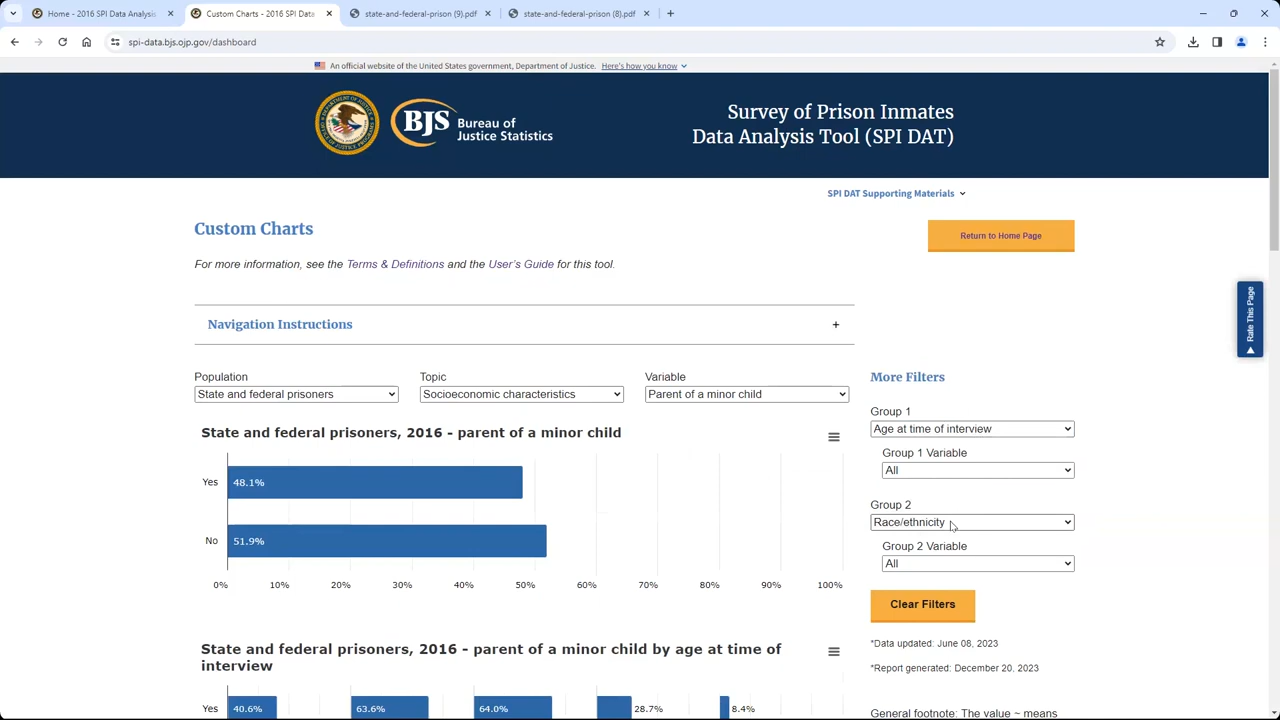 Home - 2016 SPI Data Analysis
Custom Charts - 2016 SPI Data
state-and-federal-prison (9).pdf
state-and-federal-prison (8).pdf
spi-data.bjs.ojp.gov/dashboard
An official website of the United States government, Department of Justice. Here's how you know
BJS Bureau of
Justice Statistics
Survey of Prison Inmates
Data Analysis Tool (SPI DAT)
SPI DAT Supporting Materials
Custom Charts
Return to Home Page
For more information, see the Terms & Definitions and the User's Guide for this tool.
Rate This Page
Navigation Instructions +
Population
State and federal prisoners
Topic
Socioeconomic characteristics
Variable
Parent of a minor child
State and federal prisoners, 2016 - parent of a minor child
Yes 48.1%
No 51.9%
0% 10% 20% 30% 40% 50% 60% 70% 80% 90% 100%
State and federal prisoners, 2016 - parent of a minor child by age at time of
interview
Yes 40.6% 63.6% 64.0% 28.7% 8.4%
More Filters
Group 1
Age at time of interview
Group 1 Variable
All
Group 2
Race/ethnicity
Group 2 Variable
All
Clear Filters
*Data updated: June 08, 2023
*Report generated: December 20. 2023
General footnote: The value ~ means